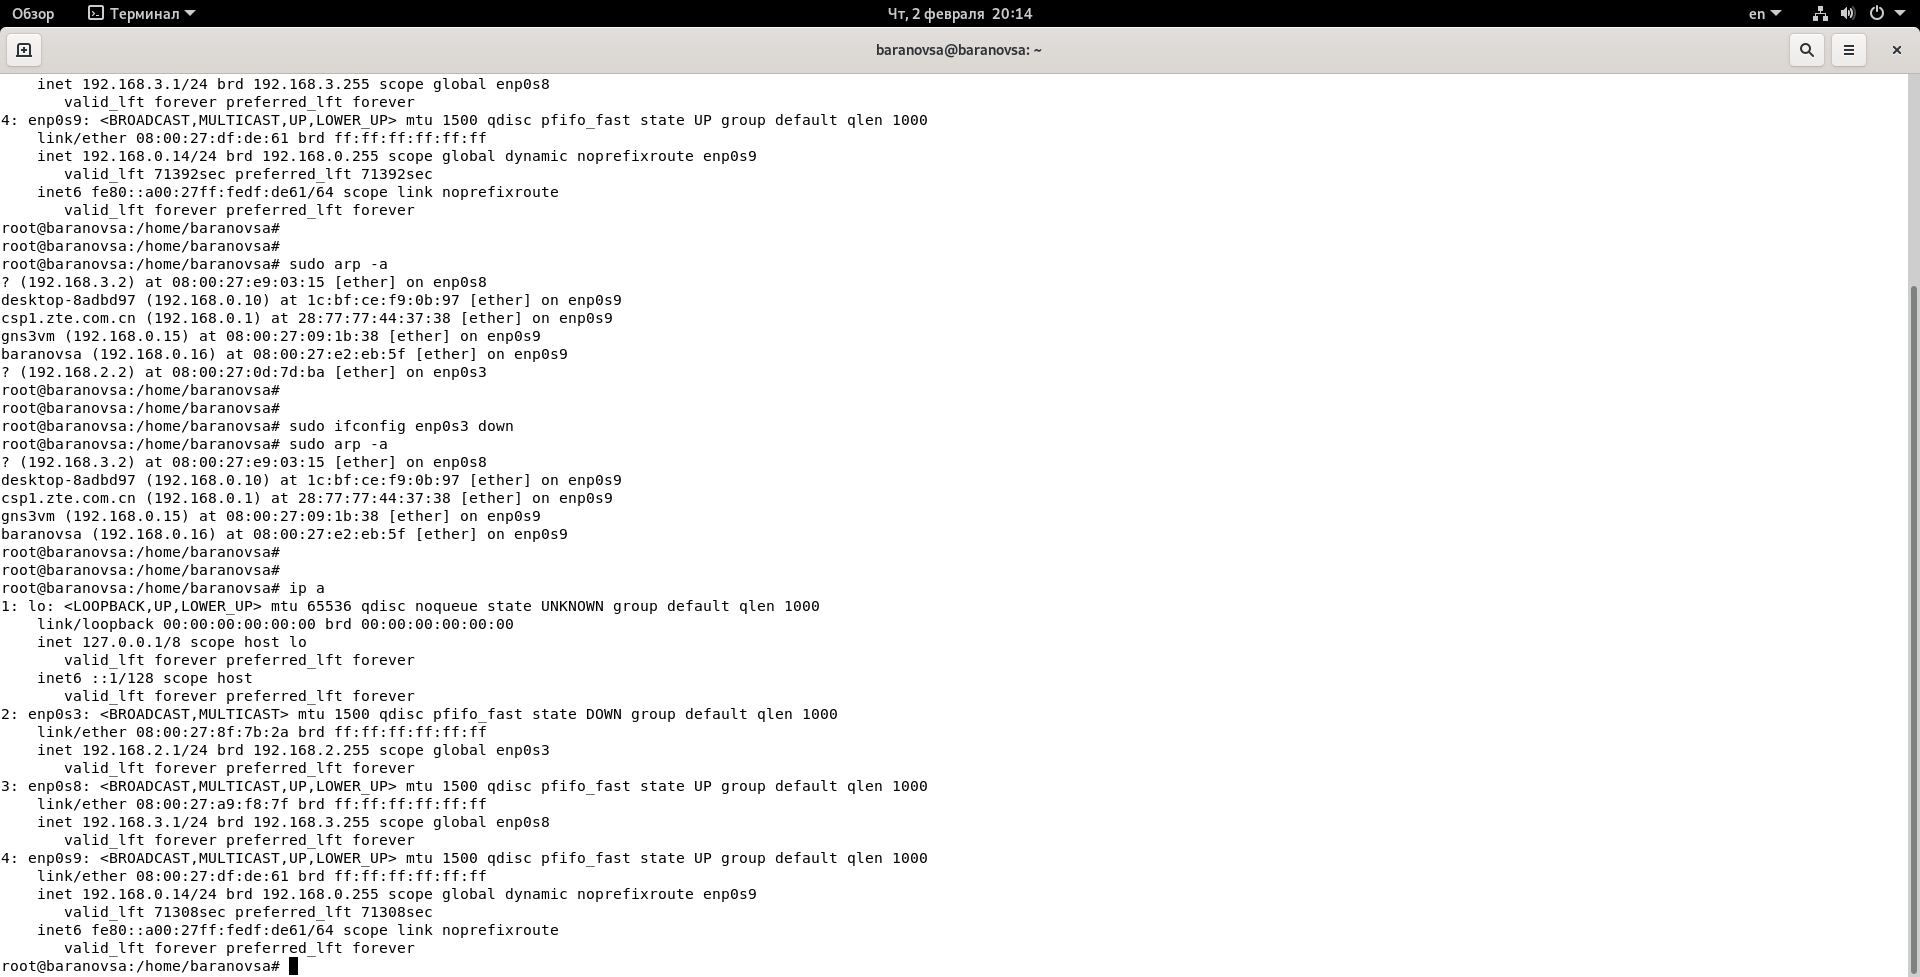 Обзор Терминал Чт, 2 февраля 20:14 en
baranovsa@baranovsa: ~
inet 192.168.3.1/24 brd 192.168.3.255 scope global enp0s8
valid_lft forever preferred_lft forever
4: enp0s9: <BROADCAST,MULTICAST,UP,LOWER_UP> mtu 1500 qdisc pfifo_fast state UP group default qlen 1000
link/ether 08:00:27:df:de:61 brd ff:ff:ff:ff:ff:ff
inet 192.168.0.14/24 brd 192.168.0.255 scope global dynamic noprefixroute enp0s9
valid_lft 71392sec preferred_lft 71392sec
inet6 fe80::a00:27ff:fedf:de61/64 scope link noprefixroute
valid_lft forever preferred_lft forever
root@baranovsa:/home/baranovsa#
root@baranovsa:/home/baranovsa#
root@baranovsa:/home/baranovsa# sudo arp -a
? (192.168.3.2) at 08:00:27:e9:03:15 [ether] on enp0s8
desktop-8adbd97 (192.168.0.10) at 1c:bf:ce:f9:0b:97 [ether] on enp0s9
csp1.zte.com.cn (192.168.0.1) at 28:77:77:44:37:38 [ether] on enp0s9
gns3vm (192.168.0.15) at 08:00:27:09:1b:38 [ether] on enp0s9
baranovsa (192.168.0.16) at 08:00:27:e2:eb:5f [ether] on enp0s9
? (192.168.2.2) at 08:00:27:0d:7d:ba [ether] on enp0s3
root@baranovsa:/home/baranovsa#
root@baranovsa:/home/baranovsa#
root@baranovsa:/home/baranovsa# sudo ifconfig enp0s3 down
root@baranovsa:/home/baranovsa# sudo arp -a
? (192.168.3.2) at 08:00:27:e9:03:15 [ether] on enp0s8
desktop-8adbd97 (192.168.0.10) at 1c:bf:ce:f9:0b:97 [ether] on enp0s9
csp1.zte.com.cn (192.168.0.1) at 28:77:77:44:37:38 [ether] on enp0s9
gns3vm (192.168.0.15) at 08:00:27:09:1b:38 [ether] on enp0s9
baranovsa (192.168.0.16) at 08:00:27:e2:eb:5f [ether] on enp0s9
root@baranovsa:/home/baranovsa#
root@baranovsa:/home/baranovsa#
root@baranovsa:/home/baranovsa# ip a
1: lo: <LOOPBACK,UP,LOWER_UP> mtu 65536 qdisc noqueue state UNKNOWN group default qlen 1000
link/loopback 00:00:00:00:00:00 brd 00:00:00:00:00:00
inet 127.0.0.1/8 scope host lo
valid_lft forever preferred_lft forever
inet6 ::1/128 scope host
valid_lft forever preferred_lft forever
2: enp0s3: <BROADCAST,MULTICAST> mtu 1500 qdisc pfifo_fast state DOWN group default qlen 1000
link/ether 08:00:27:8f:7b:2a brd ff:ff:ff:ff:ff:ff
inet 192.168.2.1/24 brd 192.168.2.255 scope global enp0s3
valid_lft forever preferred_lft forever
3: enp0s8: <BROADCAST,MULTICAST,UP,LOWER_UP> mtu 1500 qdisc pfifo_fast state UP group default qlen 1000
link/ether 08:00:27:a9:f8:7f brd ff:ff:ff:ff:ff:ff
inet 192.168.3.1/24 brd 192.168.3.255 scope global enp0s8
valid_lft forever preferred_lft forever
4: enp0s9: <BROADCAST,MULTICAST,UP,LOWER_UP> mtu 1500 qdisc pfifo_fast state UP group default qlen 1000
link/ether 08:00:27:df:de:61 brd ff:ff:ff:ff:ff:ff
inet 192.168.0.14/24 brd 192.168.0.255 scope global dynamic noprefixroute enp0s9
valid_lft 71308sec preferred_lft 71308sec
inet6 fe80::a00:27ff:fedf:de61/64 scope link noprefixroute
valid_lft forever preferred_lft forever
root@baranovsa:/home/baranovsa#